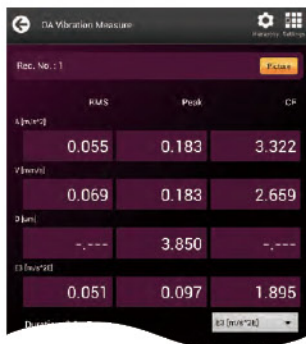 OA Vibration Measure
Hierarchy Settings
Rec. No. : 1 Picture
RMS Peak CF
A [m/s^2]
0.055 0.183 3.322
V [mm/s]
0.069 0.183 2.659
D [um]
-.--- 3.850 -.---
E3 [m/s^2E]
0.051 0.097 1.895
E3 [m/s^2E]